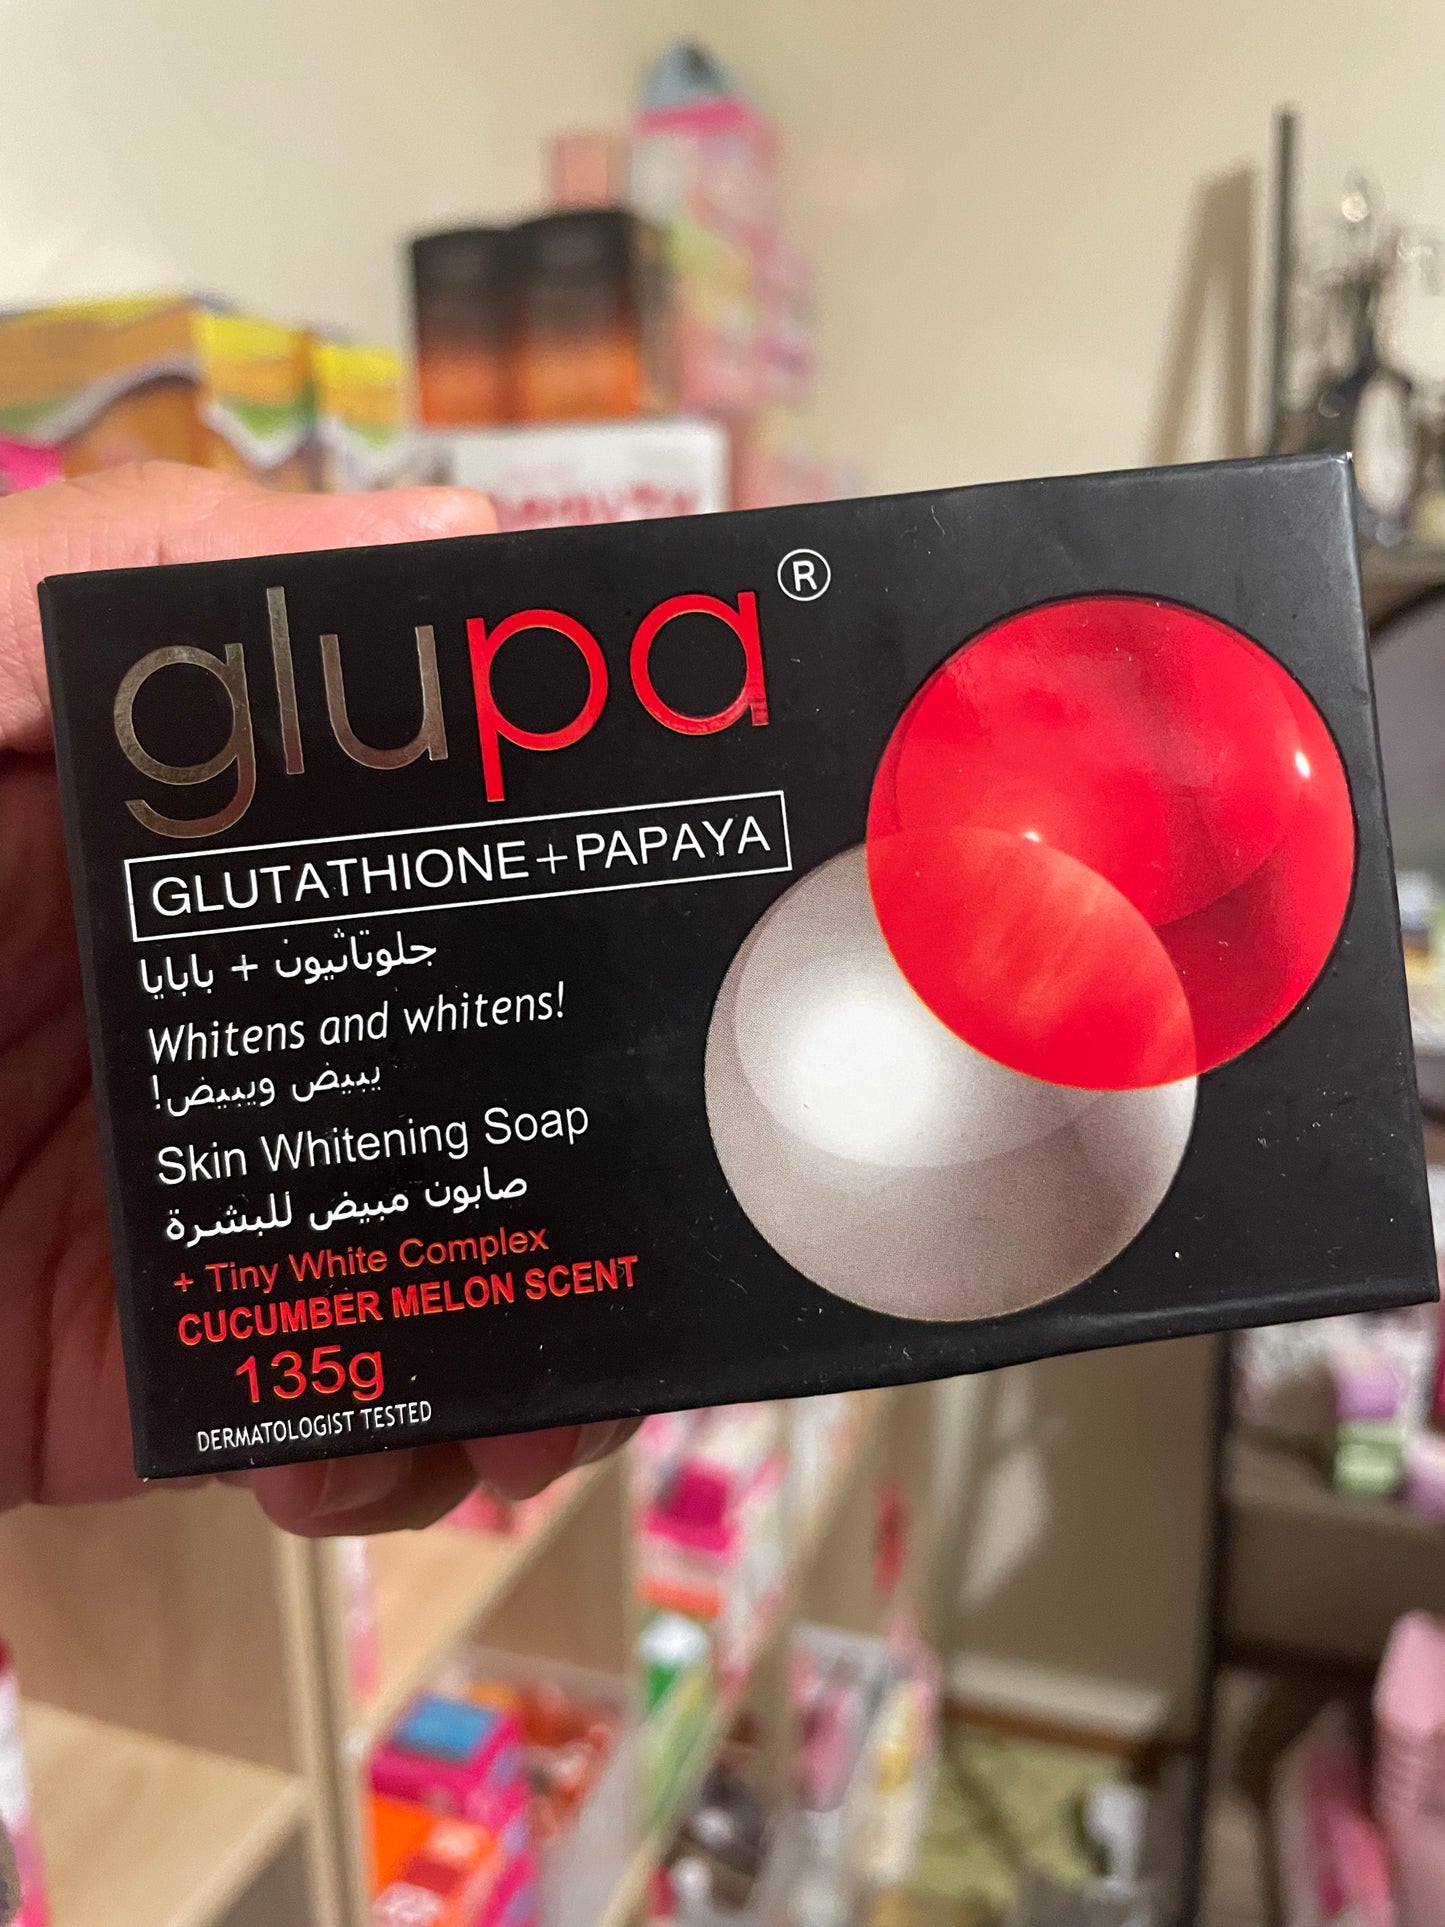 glupa®
GLUTATHIONE+PAPAYA
جلوتاثيون + بابايا
Whitens and whitens!
يبيض ويبيض!
Skin Whitening Soap
صابون مبيض للبشرة
+ Tiny White Complex
CUCUMBER MELON SCENT
135g
DERMATOLOGIST TESTED